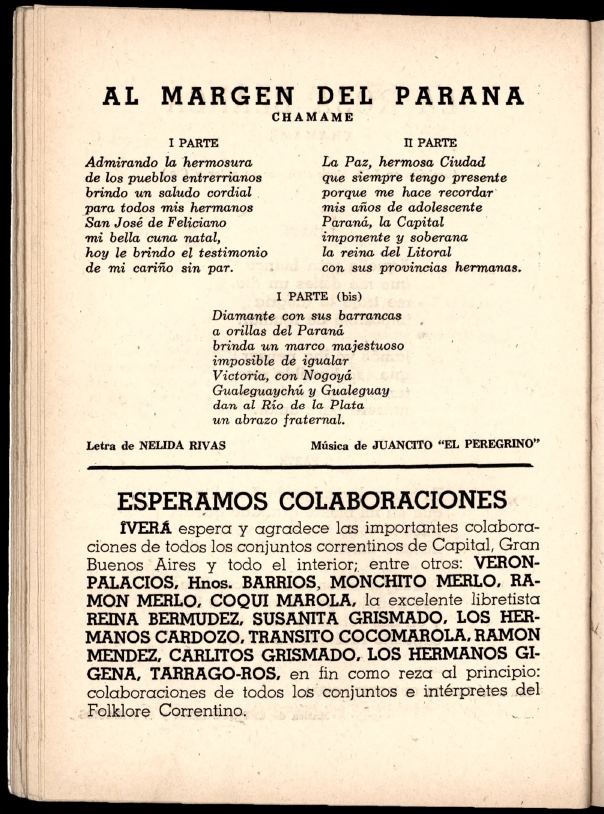 AL MARGEN DEL PARANA
CHAMAME
I PARTE
Admirando la hermosura
de los pueblos entrerrianos
brindo un saludo cordial
para todos mis hermanos
San José de Feliciano
mi bella cuna natal,
hoy le brindo el testimonio
de mi cariño sin par.
II PARTE
La Paz, hermosa Ciudad
que siempre tengo presente
porque me hace recordar
mis años de adolescente
Paraná, la Capital
imponente y soberana
la reina del Litoral
con sus provincias hermanas.
I PARTE (bis)
Diamante con sus barrancas
a orillas del Paraná
brinda un marco majestuoso
imposible de igualar
Victoria, con Nogoyá
Gualeguaychú y Gualeguay
dan al Río de la Plata
un abrazo fraternal.
Letra de NELIDA RIVAS
Música de JUANCITO "EL PEREGRINO"
ESPERAMOS COLABORACIONES
IVERÁ espera y agradece las importantes colabora-
ciones de todos los conjuntos correntinos de Capital, Gran
Buenos Aires y todo el interior; entre otros: VERON-
PALACIOS, Hnos. BARRIOS, MONCHITO MERLO, RA-
MON MERLO, COQUI MAROLA, la excelente libretista
REINA BERMUDEZ, SUSANITA GRISMADO, LOS HER-
MANOS CARDOZO, TRANSITO COCOMAROLA, RAMON
MENDEZ, CARLITOS GRISMADO, LOS HERMANOS GI-
GENA, TARRAGO-ROS, en fin como reza al principio:
colaboraciones de todos los conjuntos e intérpretes del
Folklore Correntino.